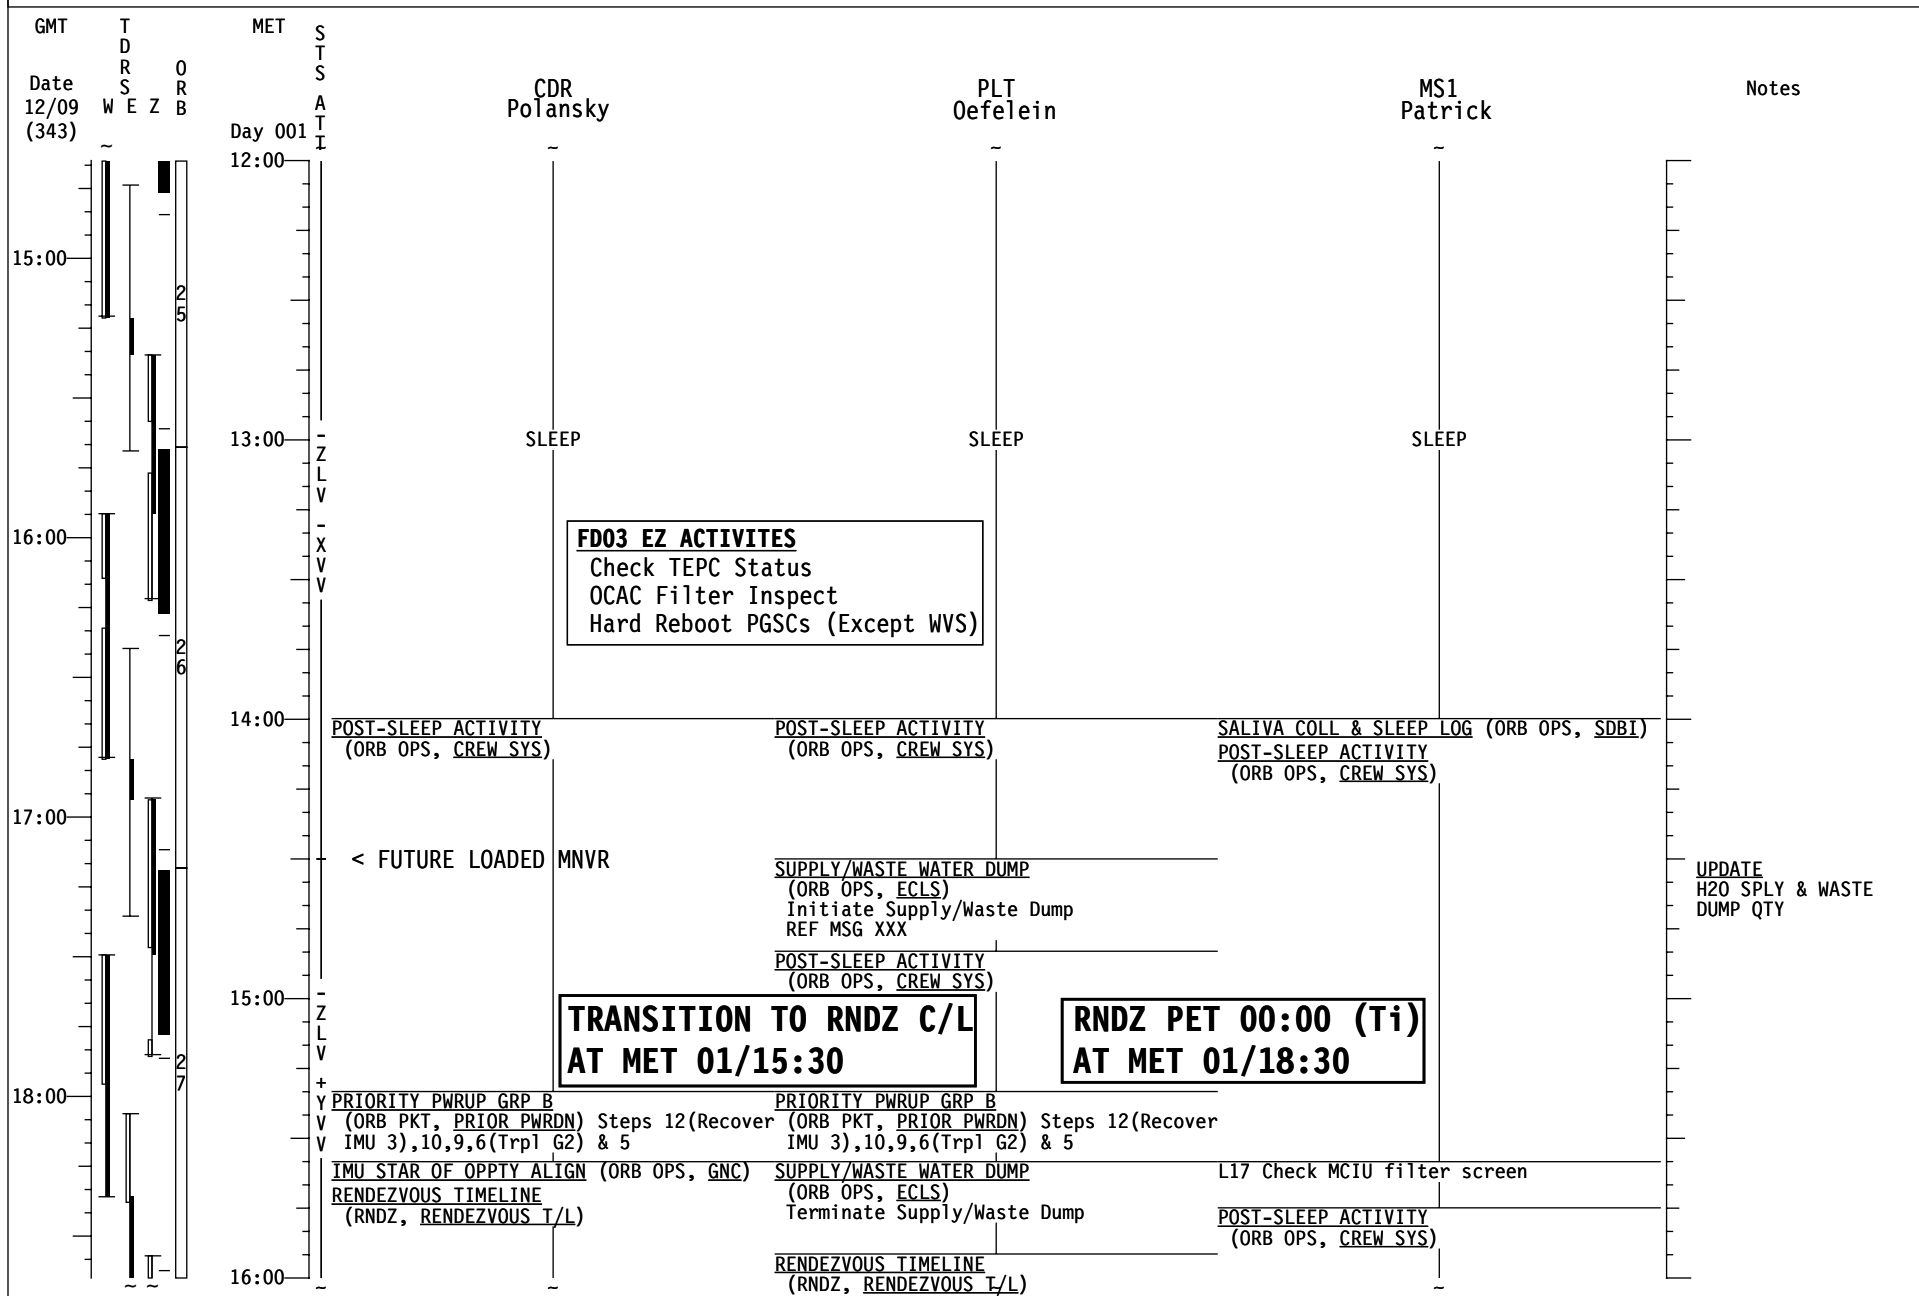 GMT
TDRS
MET
STS ATT
ORB
Date
12/09
(343)
W E Z
Day 001
CDR
Polansky
PLT
Oefelein
MS1
Patrick
Notes
~
~
~
~
~
12:00
15:00
25
13:00
SLEEP
SLEEP
SLEEP
-ZLV -XVV
16:00
FD03 EZ ACTIVITES
Check TEPC Status
OCAC Filter Inspect
Hard Reboot PGSCs (Except WVS)
26
14:00
POST-SLEEP ACTIVITY
(ORB OPS, CREW SYS)
POST-SLEEP ACTIVITY
(ORB OPS, CREW SYS)
SALIVA COLL & SLEEP LOG (ORB OPS, SDBI)
POST-SLEEP ACTIVITY
(ORB OPS, CREW SYS)
17:00
< FUTURE LOADED MNVR
SUPPLY/WASTE WATER DUMP
(ORB OPS, ECLS)
Initiate Supply/Waste Dump
REF MSG XXX
UPDATE
H2O SPLY & WASTE
DUMP QTY
POST-SLEEP ACTIVITY
(ORB OPS, CREW SYS)
15:00
-ZLV +YVV
TRANSITION TO RNDZ C/L
AT MET 01/15:30
RNDZ PET 00:00 (Ti)
AT MET 01/18:30
27
18:00
PRIORITY PWRUP GRP B
(ORB PKT, PRIOR PWRDN) Steps 12(Recover
IMU 3),10,9,6(Trpl G2) & 5
PRIORITY PWRUP GRP B
(ORB PKT, PRIOR PWRDN) Steps 12(Recover
IMU 3),10,9,6(Trpl G2) & 5
IMU STAR OF OPPTY ALIGN (ORB OPS, GNC)
RENDEZVOUS TIMELINE
(RNDZ, RENDEZVOUS T/L)
SUPPLY/WASTE WATER DUMP
(ORB OPS, ECLS)
Terminate Supply/Waste Dump
L17 Check MCIU filter screen
POST-SLEEP ACTIVITY
(ORB OPS, CREW SYS)
RENDEZVOUS TIMELINE
(RNDZ, RENDEZVOUS T/L)
16:00
~
~
~
~
~